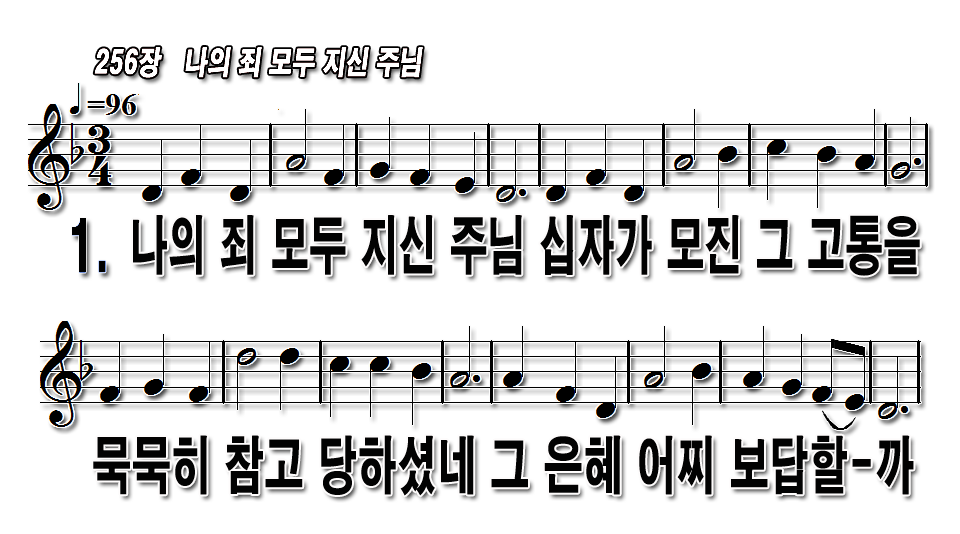 256장 나의 죄 모두 지신 주님
♩=96
3
4
1. 나의 죄 모두 지신 주님 십자가 모진 그 고통을
묵묵히 참고 당하셨네 그 은혜 어찌 보답할-까